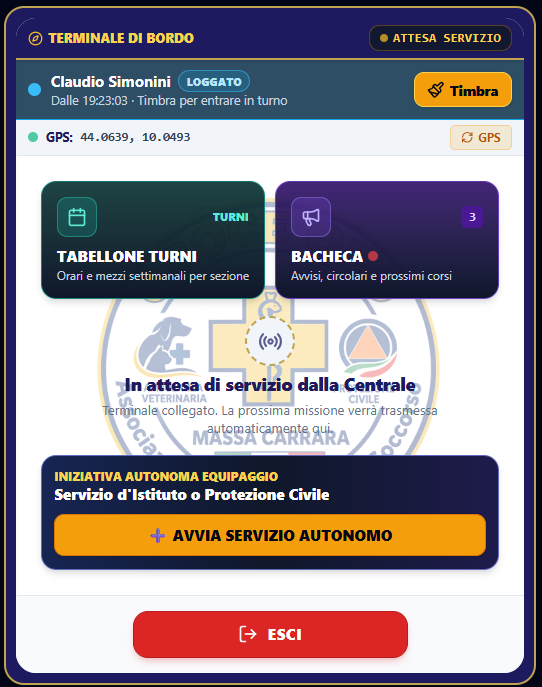 TERMINALE DI BORDO
ATTESA SERVIZIO
Claudio Simonini LOGGATO
Dalle 19:23:03 · Timbra per entrare in turno
Timbra
GPS: 44.0639, 10.0493
GPS
TURNI
TABELLONE TURNI
Orari e mezzi settimanali per sezione
3
BACHECA
Avvisi, circolari e prossimi corsi
In attesa di servizio dalla Centrale
VETERINARIA
CIVILE
Terminale collegato. La prossima missione verrà trasmessa
automaticamente qui.
MASSA CARRARA
INIZIATIVA AUTONOMA EQUIPAGGIO
Servizio d'Istituto o Protezione Civile
AVVIA SERVIZIO AUTONOMO
ESCI